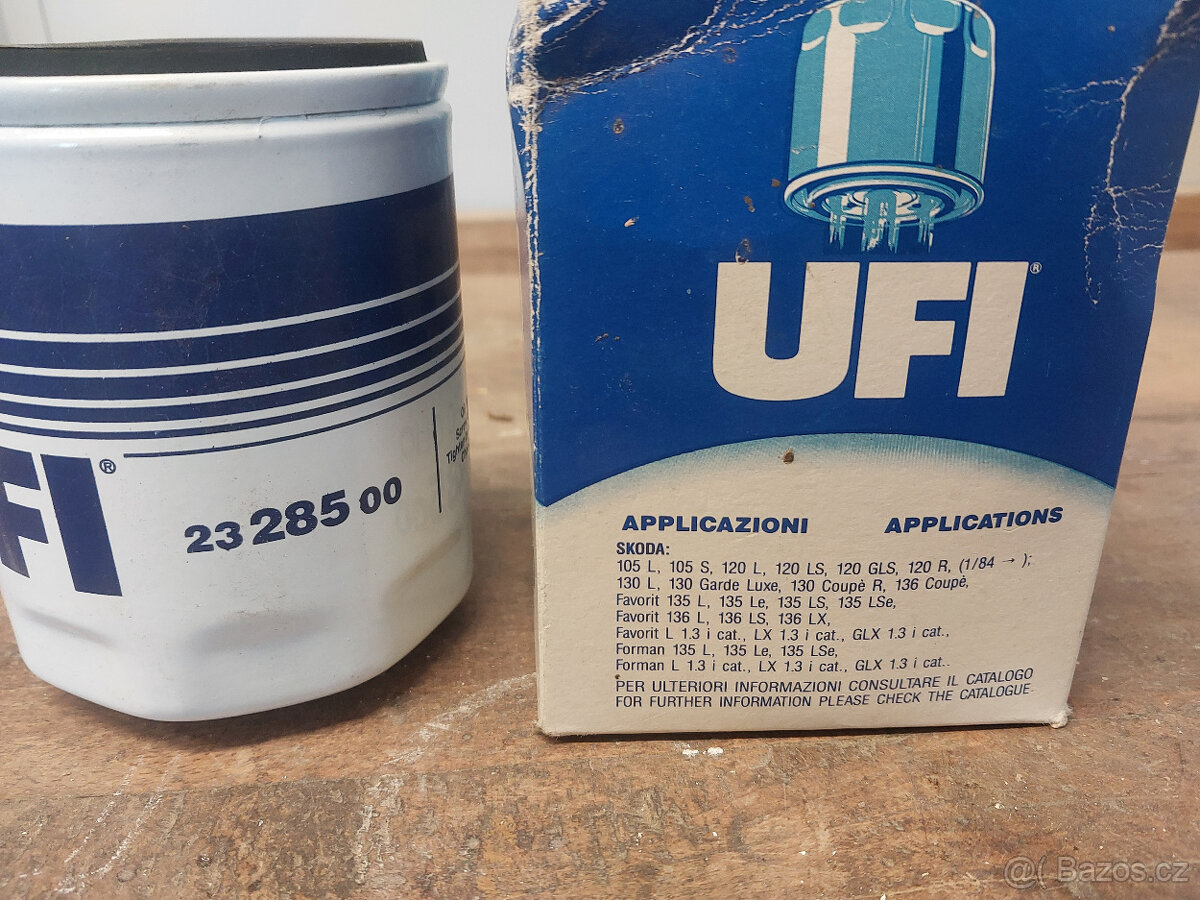 FI®
23 285 00
UFI®
APPLICAZIONI APPLICATIONS
SKODA:
105 L, 105 S, 120 L, 120 LS, 120 GLS, 120 R, (1/84 → );
130 L, 130 Garde Luxe, 130 Coupè R, 136 Coupé,
Favorit 135 L, 135 Le, 135 LS, 135 LSe,
Favorit 136 L, 136 LS, 136 LX,
Favorit L 1.3 i cat., LX 1.3 i cat., GLX 1.3 i cat.,
Forman 135 L, 135 Le, 135 LSe,
Forman L 1.3 i cat., LX 1.3 i cat., GLX 1.3 i cat..
PER ULTERIORI INFORMAZIONI CONSULTARE IL CATALOGO
FOR FURTHER INFORMATION PLEASE CHECK THE CATALOGUE.
Bazos.cz